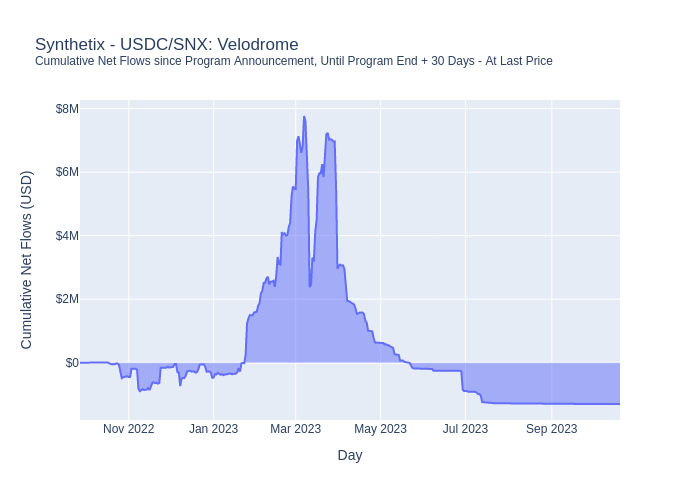 Synthetix - USDC/SNX: Velodrome
Cumulative Net Flows since Program Announcement, Until Program End + 30 Days - At Last Price
Cumulative Net Flows (USD)
$8M
$6M
$4M
$2M
$0
Nov 2022
Jan 2023
Mar 2023
May 2023
Jul 2023
Sep 2023
Day